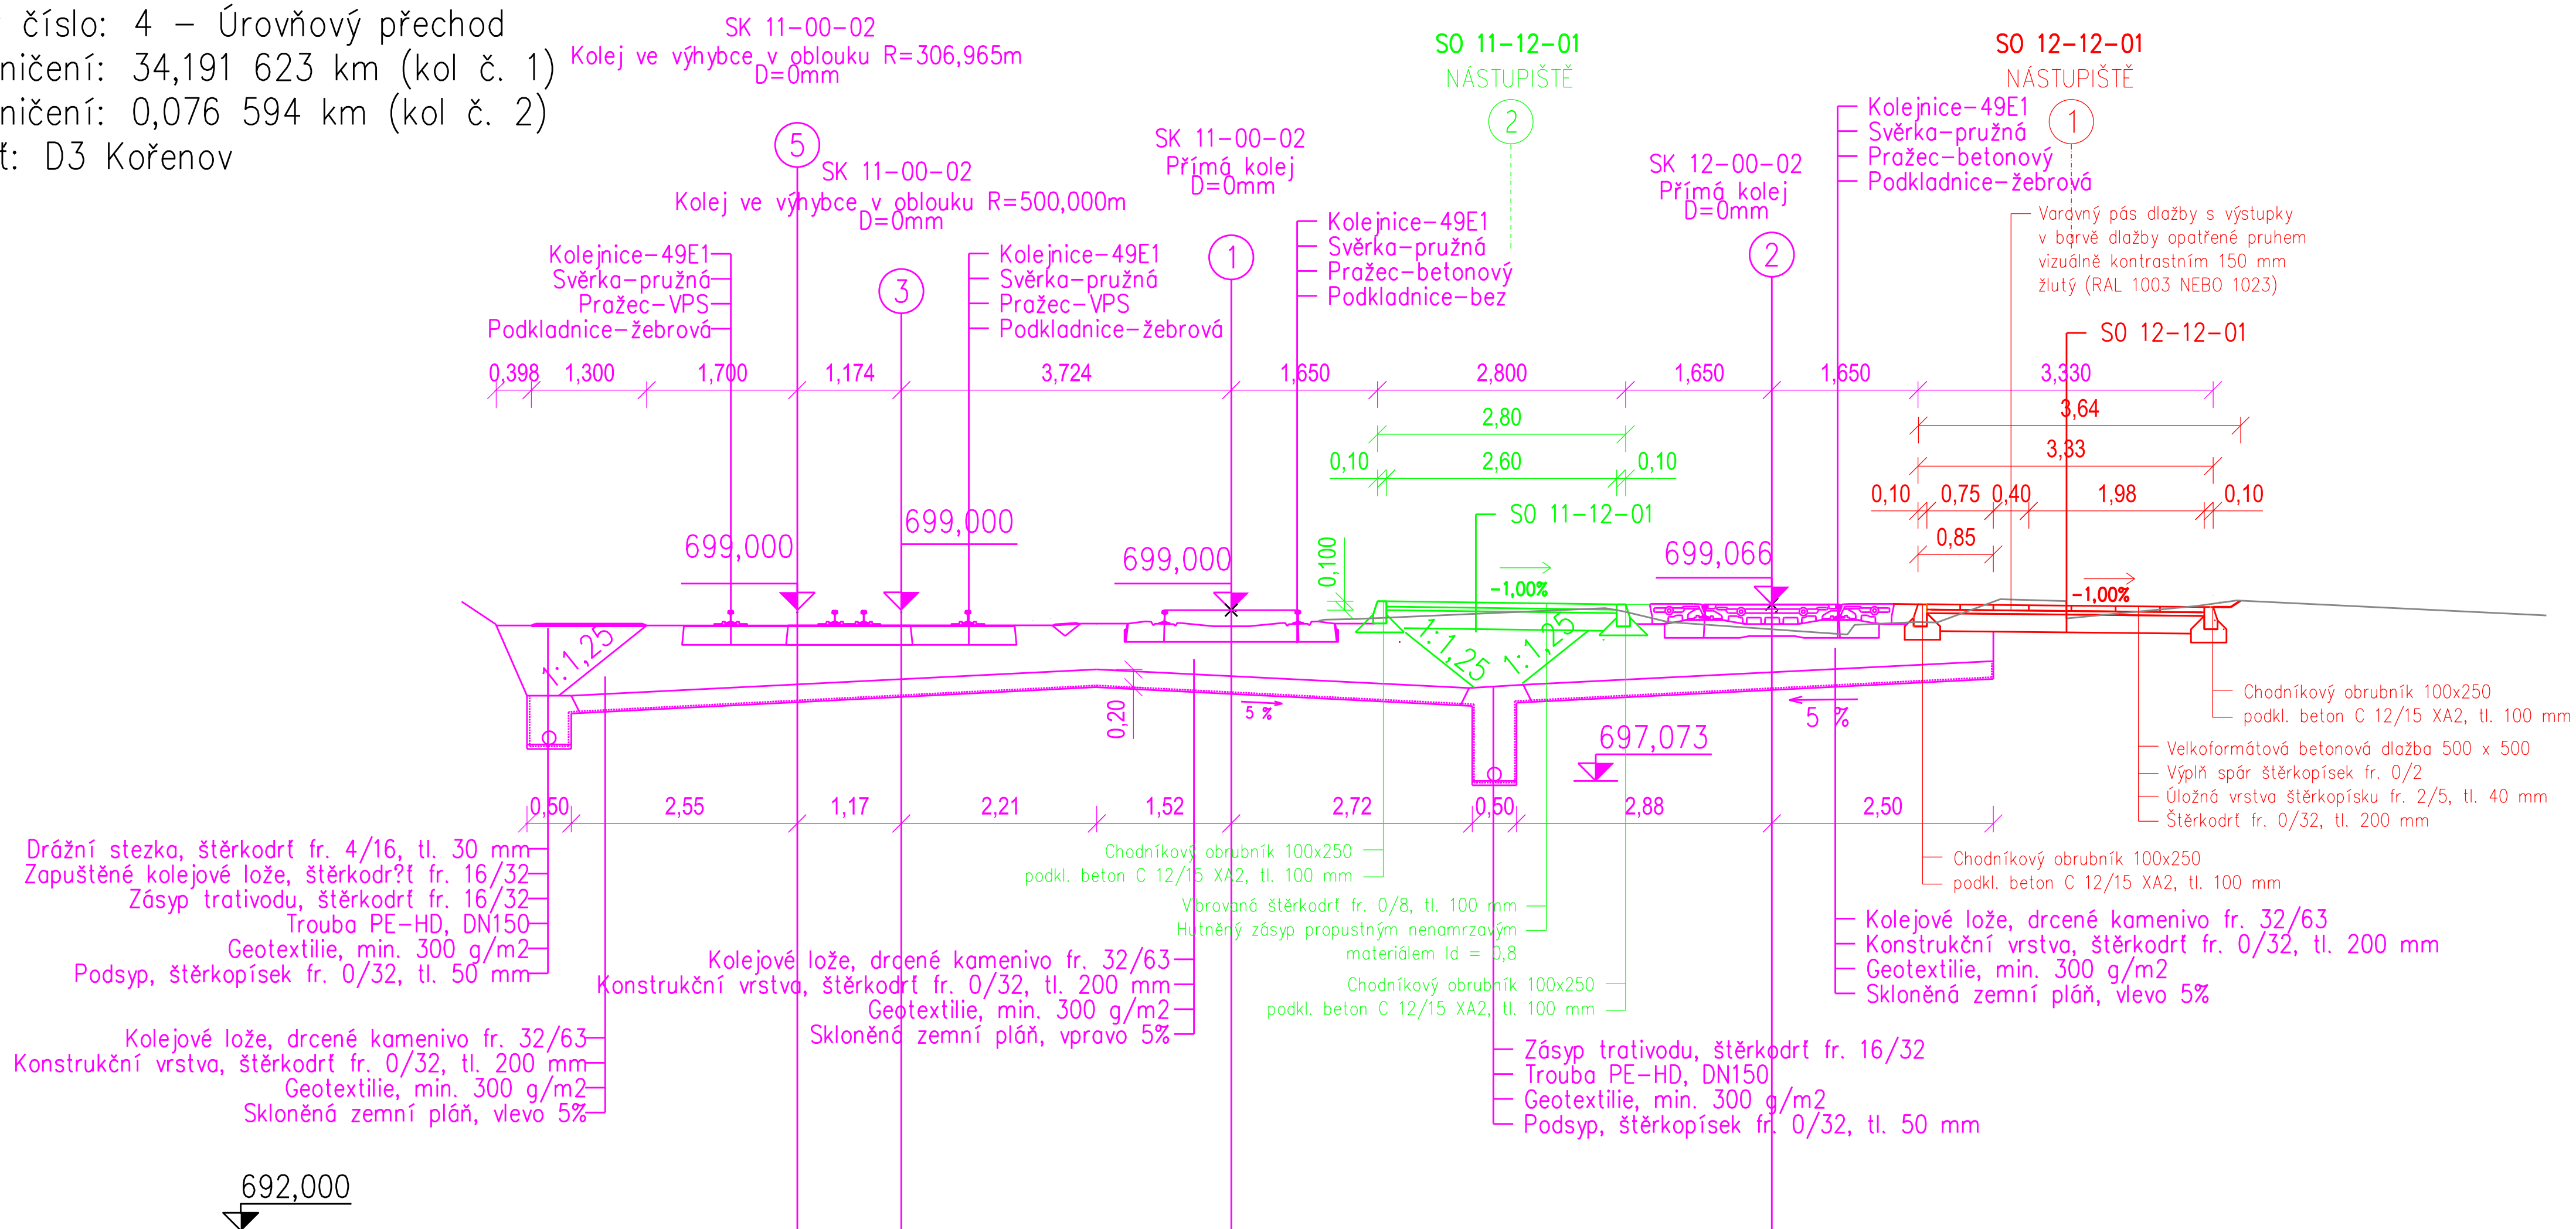 číslo: 4 – Úrovňový přechod
ničení: 34,191 623 km (kol č. 1)
ničení: 0,076 594 km (kol č. 2)
ť: D3 Kořenov
SK 11-00-02
Kolej ve výhybce v oblouku R=306,965m
D=0mm
5
SK 11-00-02
Kolej ve výhybce v oblouku R=500,000m
D=0mm
3
SK 11-00-02
Přímá kolej
D=0mm
1
SO 11-12-01
NÁSTUPIŠTĚ
2
SK 12-00-02
Přímá kolej
D=0mm
2
SO 12-12-01
NÁSTUPIŠTĚ
1
Kolejnice-49E1
Svěrka-pružná
Pražec-betonový
Podkladnice-žebrová
Varovný pás dlažby s výstupky
v barvě dlažby opatřené pruhem
vizuálně kontrastním 150 mm
žlutý (RAL 1003 NEBO 1023)
SO 12-12-01
Kolejnice-49E1
Svěrka-pružná
Pražec-VPS
Podkladnice-žebrová
Kolejnice-49E1
Svěrka-pružná
Pražec-VPS
Podkladnice-žebrová
Kolejnice-49E1
Svěrka-pružná
Pražec-betonový
Podkladnice-bez
0,398 1,300 1,700 1,174 3,724 1,650 2,800 1,650 1,650 3,330
2,80
3,64
3,33
0,10 2,60 0,10
0,10 0,75 0,40 1,98 0,10
0,85
SO 11-12-01
699,000
699,000
699,000
699,066
0,100
-1,00%
-1,00%
1:1,25
1:1,25
1:1,25
0,20
5 %
5 %
697,073
0,50 2,55 1,17 2,21 1,52 2,72 0,50 2,88 2,50
Chodníkový obrubník 100x250
podkl. beton C 12/15 XA2, tl. 100 mm
Velkoformátová betonová dlažba 500 x 500
Výplň spár štěrkopísek fr. 0/2
Úložná vrstva štěrkopísku fr. 2/5, tl. 40 mm
Štěrkodrť fr. 0/32, tl. 200 mm
Chodníkový obrubník 100x250
podkl. beton C 12/15 XA2, tl. 100 mm
Drážní stezka, štěrkodrť fr. 4/16, tl. 30 mm
Zapuštěné kolejové lože, štěrkodr?ť fr. 16/32
Zásyp trativodu, štěrkodrť fr. 16/32
Trouba PE-HD, DN150
Geotextilie, min. 300 g/m2
Podsyp, štěrkopísek fr. 0/32, tl. 50 mm
Chodníkový obrubník 100x250
podkl. beton C 12/15 XA2, tl. 100 mm
Vibrovaná štěrkodrť fr. 0/8, tl. 100 mm
Hutněný zásyp propustným nenamrzavým
materiálem Id = 0,8
Chodníkový obrubník 100x250
podkl. beton C 12/15 XA2, tl. 100 mm
Kolejové lože, drcené kamenivo fr. 32/63
Konstrukční vrstva, štěrkodrť fr. 0/32, tl. 200 mm
Geotextilie, min. 300 g/m2
Skloněná zemní pláň, vpravo 5%
Kolejové lože, drcené kamenivo fr. 32/63
Konstrukční vrstva, štěrkodrť fr. 0/32, tl. 200 mm
Geotextilie, min. 300 g/m2
Skloněná zemní pláň, vlevo 5%
Kolejové lože, drcené kamenivo fr. 32/63
Konstrukční vrstva, štěrkodrť fr. 0/32, tl. 200 mm
Geotextilie, min. 300 g/m2
Skloněná zemní pláň, vlevo 5%
Zásyp trativodu, štěrkodrť fr. 16/32
Trouba PE-HD, DN150
Geotextilie, min. 300 g/m2
Podsyp, štěrkopísek fr. 0/32, tl. 50 mm
692,000